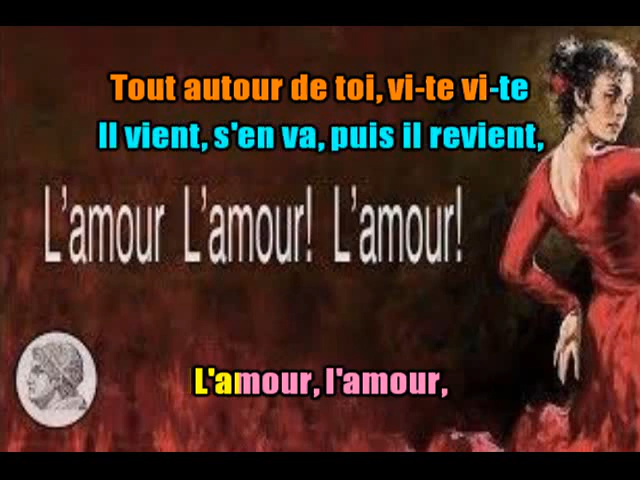 Tout autour de toi, vi-te vi-te
Il vient, s'en va, puis il revient,
L'amour L'amour! L'amour!
L'amour, l'amour,